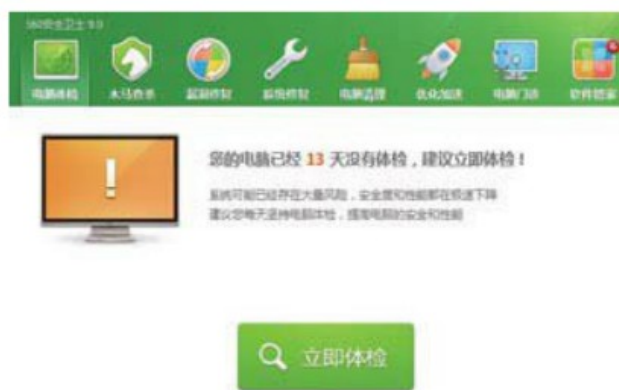 360安全卫士 9.0
电脑体检 木马查杀 漏洞修复 系统修复 电脑清理 优化加速 电脑门诊 软件管家
您的电脑已经 13 天没有体检，建议立即体检！
系统可能已经存在大量风险，安全度和性能都在极速下降
建议您每天坚持电脑体检，提高电脑的安全和性能
立即体检